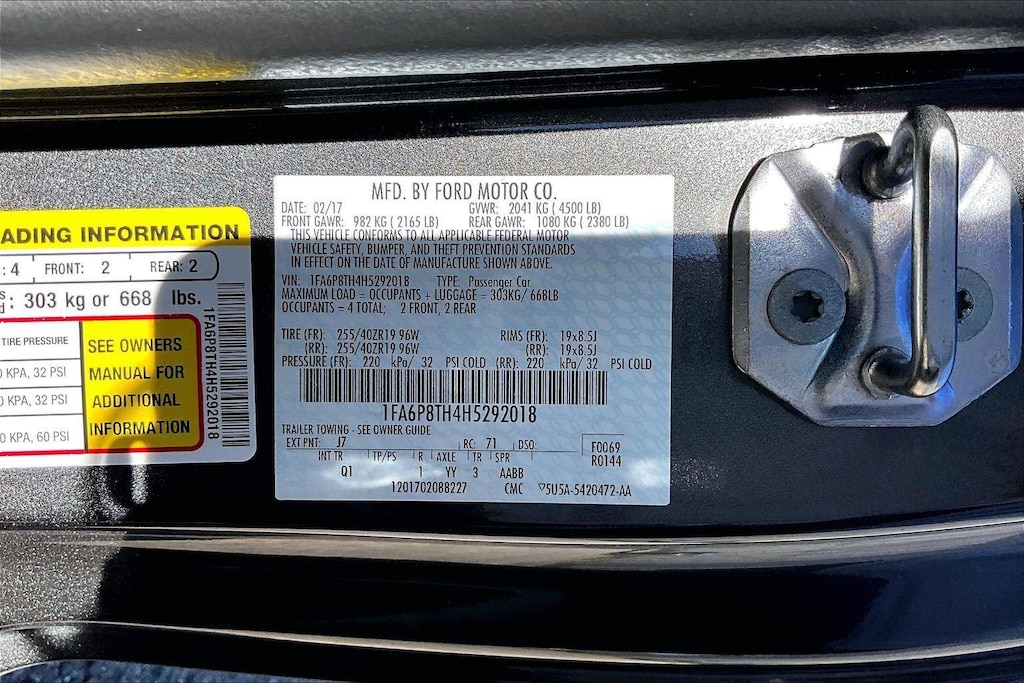 ADING INFORMATION
: 4 FRONT: 2 REAR: 2
: 303 kg or 668 lbs.
TIRE PRESSURE
KPA, 32 PSI
KPA, 32 PSI
KPA, 60 PSI
SEE OWNERS
MANUAL FOR
ADDITIONAL
INFORMATION
1FA6P8TH4H5292018
MFD. BY FORD MOTOR CO.
DATE: 02/17 GVWR: 2041 KG ( 4500 LB)
FRONT GAWR: 982 KG ( 2165 LB) REAR GAWR: 1080 KG ( 2380 LB)
THIS VEHICLE CONFORMS TO ALL APPLICABLE FEDERAL MOTOR
VEHICLE SAFETY, BUMPER, AND THEFT PREVENTION STANDARDS
IN EFFECT ON THE DATE OF MANUFACTURE SHOWN ABOVE.
VIN: 1FA6P8TH4H5292018 TYPE: Passenger Car
MAXIMUM LOAD = OCCUPANTS + LUGGAGE = 303KG/ 668LB
OCCUPANTS = 4 TOTAL; 2 FRONT, 2 REAR
TIRE (FR): 255/40ZR19 96W RIMS (FR): 19x8.5J
(RR): 255/40ZR19 96W (RR): 19x8.5J
PRESSURE (FR): 220 kPa/ 32 PSI COLD (RR): 220 kPa/ 32 PSI COLD
1FA6P8TH4H5292018
TRAILER TOWING - SEE OWNER GUIDE
EXT PNT: J7 RC: 71 DSO: F0069
INT TR TP/PS R AXLE TR SPR R0144
Q1 1 YY 3 AABB
1201702088227 CMC ▽5U5A-5420472-AA